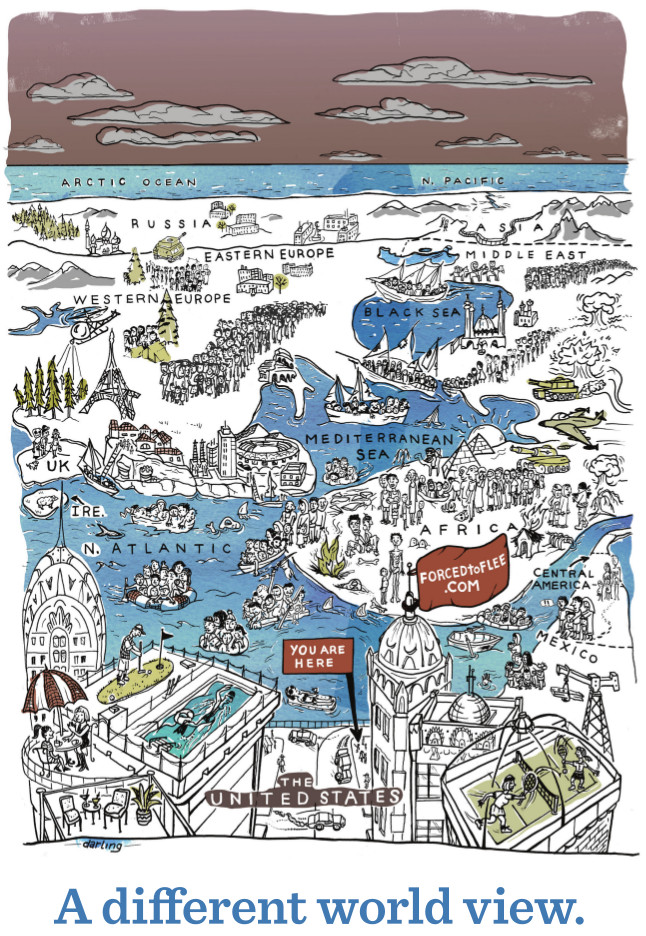 ARCTIC OCEAN
N. PACIFIC
RUSSIA
ASIA
EASTERN EUROPE
MIDDLE EAST
WESTERN EUROPE
BLACK SEA
MEDITERRANEAN
SEA
UK
IRE.
AFRICA
N. ATLANTIC
FORCEDtoFLEE
.COM
CENTRAL
AMERICA
MEXICO
YOU ARE
HERE
THE
UNITED STATES
darling
A different world view.